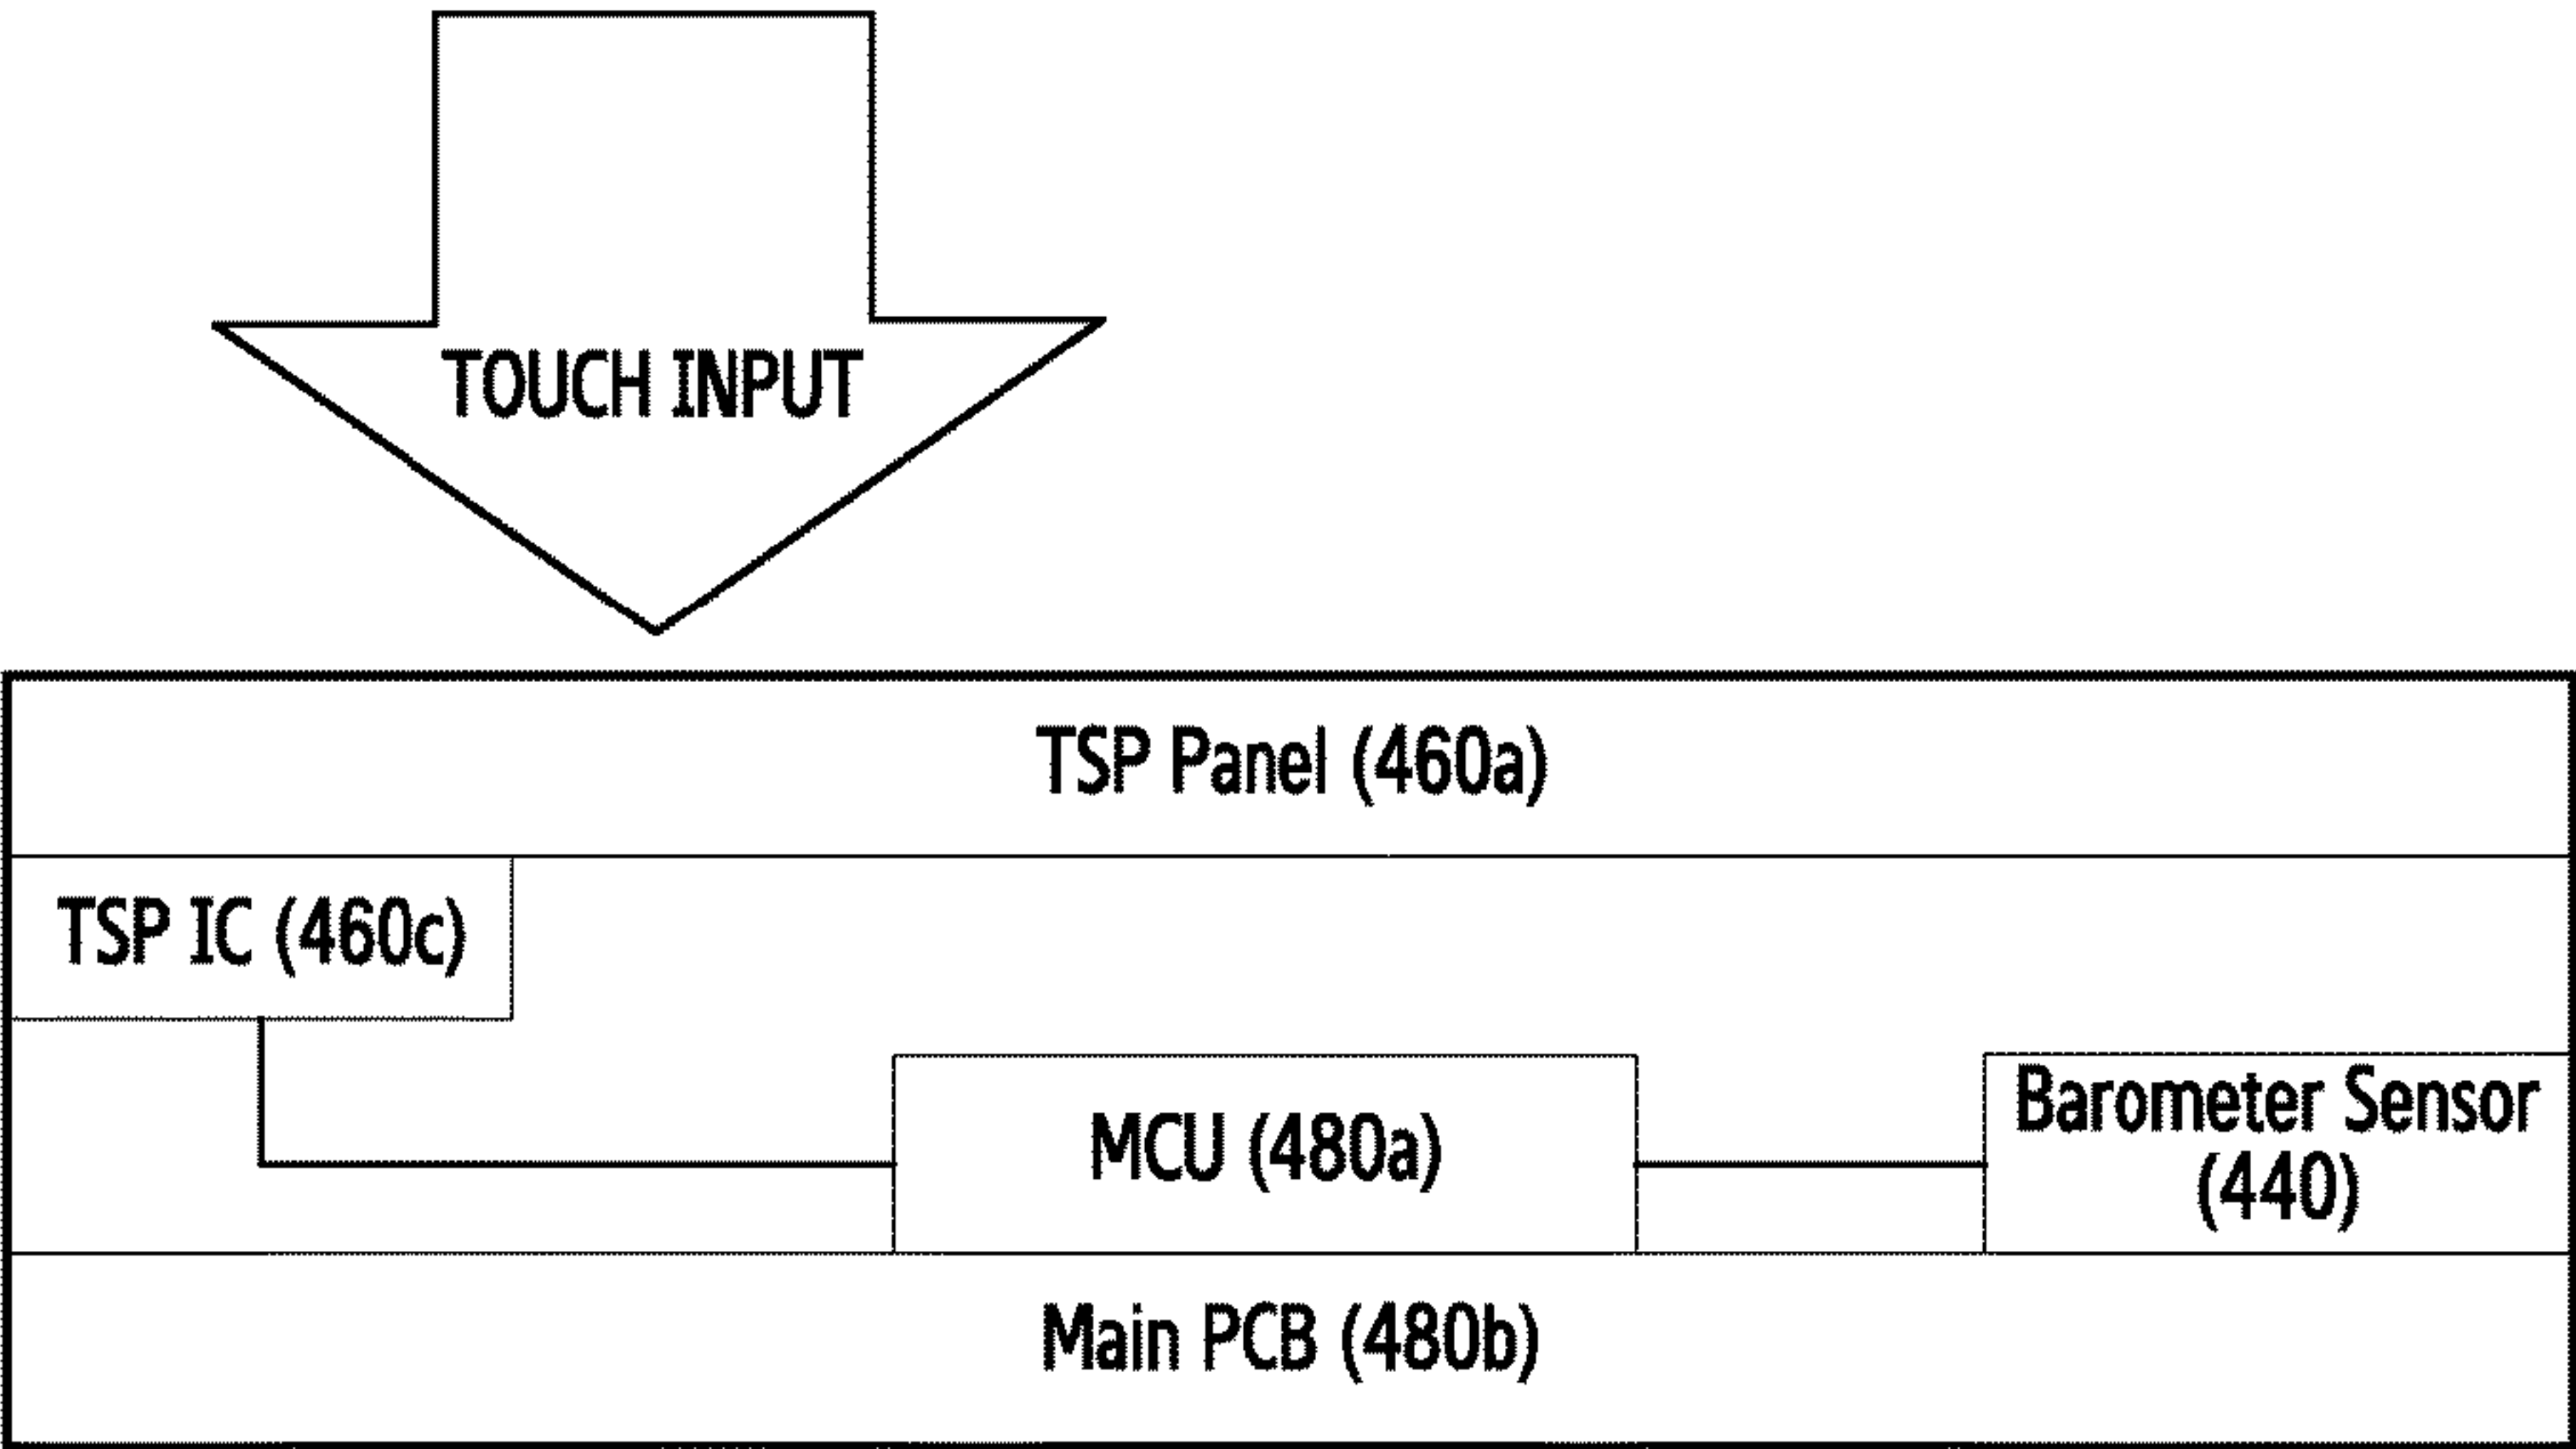 TOUCH INPUT
TSP Panel (460a)
TSP IC (460c)
MCU (480a)
Barometer Sensor
(440)
Main PCB (480b)